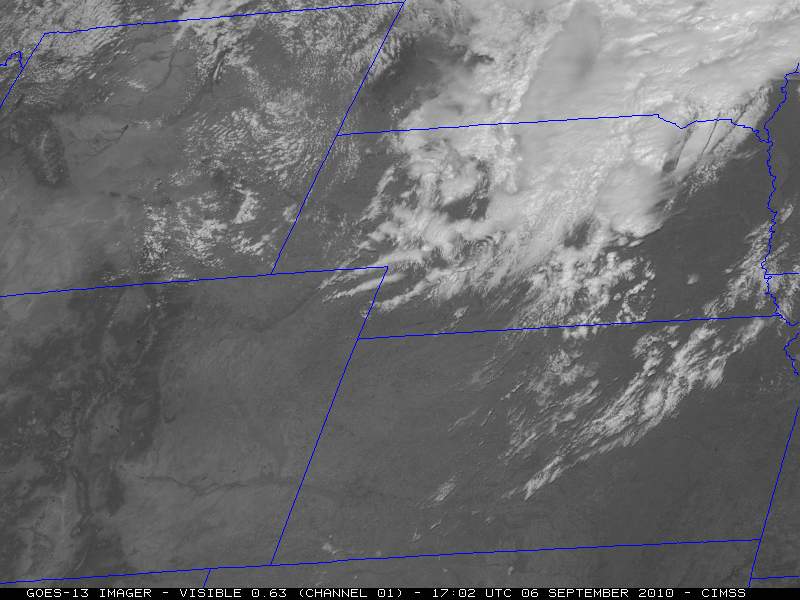 GOES-13 IMAGER - VISIBLE 0.63 (CHANNEL 01) - 17:02 UTC 06 SEPTEMBER 2010 - CIMSS